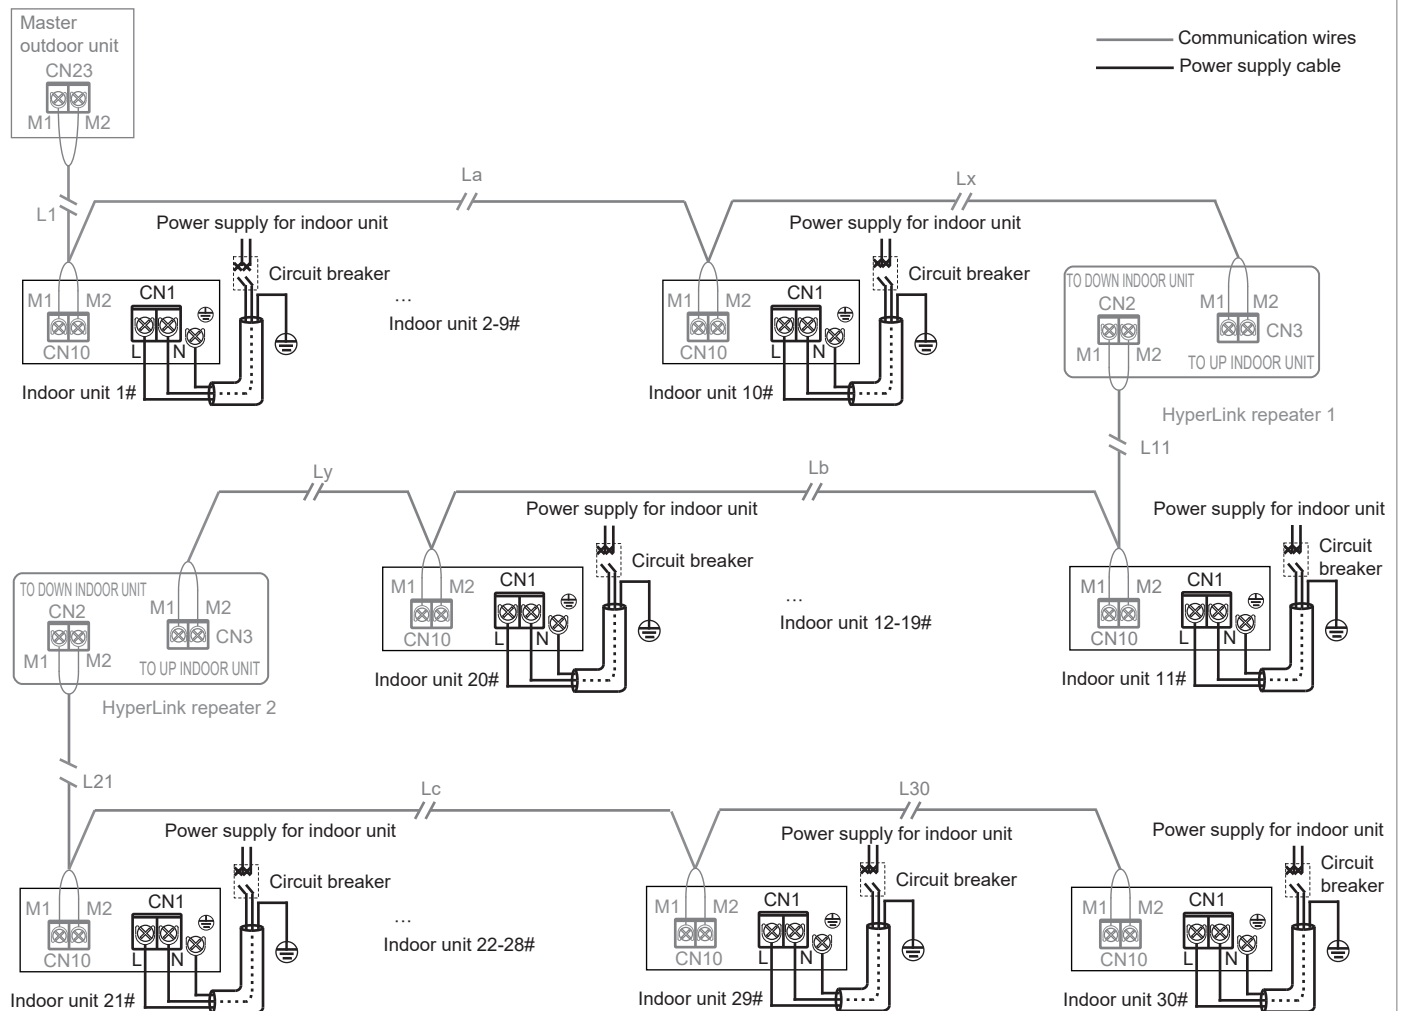 Master
outdoor unit
CN23
M1 M2
Communication wires
Power supply cable
L1
La
Lx
Power supply for indoor unit
Circuit breaker
M1 M2
CN1
CN10
L N
Indoor unit 1#
...
Indoor unit 2-9#
Power supply for indoor unit
Circuit breaker
M1 M2
CN1
CN10
L N
Indoor unit 10#
TO DOWN INDOOR UNIT
CN2
M1 M2
M1 M2
CN3
TO UP INDOOR UNIT
HyperLink repeater 1
L11
Ly
Lb
TO DOWN INDOOR UNIT
CN2
M1 M2
M1 M2
CN3
TO UP INDOOR UNIT
HyperLink repeater 2
Power supply for indoor unit
Circuit breaker
M1 M2
CN1
CN10
L N
Indoor unit 20#
...
Indoor unit 12-19#
Power supply for indoor unit
Circuit
breaker
M1 M2
CN1
CN10
L N
Indoor unit 11#
L21
Lc
L30
Power supply for indoor unit
Circuit breaker
M1 M2
CN1
CN10
L N
Indoor unit 21#
...
Indoor unit 22-28#
Power supply for indoor unit
Circuit breaker
M1 M2
CN1
CN10
L N
Indoor unit 29#
Power supply for indoor unit
Circuit
breaker
M1 M2
CN1
CN10
L N
Indoor unit 30#